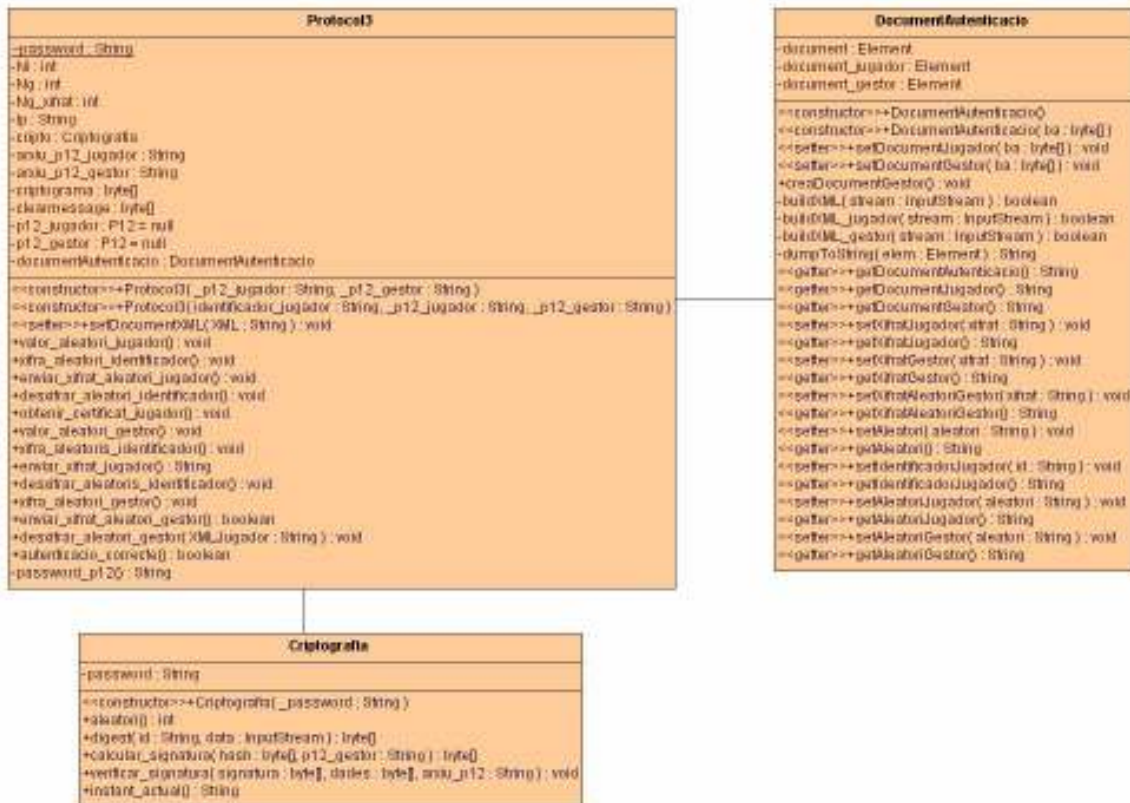 Protocol3
-password : String
-Ni : int
-Ng : int
-Ng_xifrat : int
-Ip : String
-cripto : Criptografia
-arxiu_p12_jugador : String
-arxiu_p12_gestor : String
-criptograma : byte[]
-clearmessage : byte[]
-p12_jugador : P12 = null
-p12_gestor : P12 = null
-documentAutenticacio : DocumentAutenticacio
<<constructor>>+Protocol3( _p12_jugador : String, _p12_gestor : String )
<<constructor>>+Protocol3( identificador_jugador : String, _p12_jugador : String, _p12_gestor : String )
<<setter>>+setDocumentXML( XML : String ) : void
+valor_aleatori_jugador() : void
+xifra_aleatori_identificador() : void
+enviar_xifrat_aleatori_jugador() : void
+desxifrar_aleatori_identificador() : void
+obtenir_certificat_jugador() : void
+valor_aleatori_gestor() : void
+xifra_aleatoris_identificador() : void
+enviar_xifrat_jugador() : String
+desxifrar_aleatoris_identificador() : void
+xifra_aleatori_gestor() : void
+enviar_xifrat_aleatori_gestor() : boolean
+desxifrar_aleatori_gestor( XMLJugador : String ) : void
+autenticacio_correcte() : boolean
-password_p12() : String
DocumentAutenticacio
-document : Element
-document_jugador : Element
-document_gestor : Element
<<constructor>>+DocumentAutenticacio()
<<constructor>>+DocumentAutenticacio( ba : byte[] )
<<setter>>+setDocumentJugador( ba : byte[] ) : void
<<setter>>+setDocumentGestor( ba : byte[] ) : void
+creaDocumentGestor() : void
-buildXML( stream : InputStream ) : boolean
-buildXML_jugador( stream : InputStream ) : boolean
-buildXML_gestor( stream : InputStream ) : boolean
-dumpToString( elem : Element ) : String
<<getter>>+getDocumentAutenticacio() : String
<<getter>>+getDocumentJugador() : String
<<getter>>+getDocumentGestor() : String
<<setter>>+setXifratJugador( xifrat : String ) : void
<<getter>>+getXifratJugador() : String
<<setter>>+setXifratGestor( xifrat : String ) : void
<<getter>>+getXifratGestor() : String
<<setter>>+setXifratAleatoriGestor( xifrat : String ) : void
<<getter>>+getXifratAleatoriGestor() : String
<<setter>>+setAleatori( aleatori : String ) : void
<<getter>>+getAleatori() : String
<<setter>>+setIdentificadorJugador( id : String ) : void
<<getter>>+getIdentificadorJugador() : String
<<setter>>+setAleatoriJugador( aleatori : String ) : void
<<getter>>+getAleatoriJugador() : String
<<setter>>+setAleatoriGestor( aleatori : String ) : void
<<getter>>+getAleatoriGestor() : String
Criptografia
-password : String
<<constructor>>+Criptografia( _password : String )
+aleatori() : int
+digest( id : String, data : InputStream ) : byte[]
+calcular_signatura( hash : byte[], p12_gestor : String ) : byte[]
+verificar_signatura( signatura : byte[], dades : byte[], arxiu_p12 : String ) : void
+instant_actual() : String